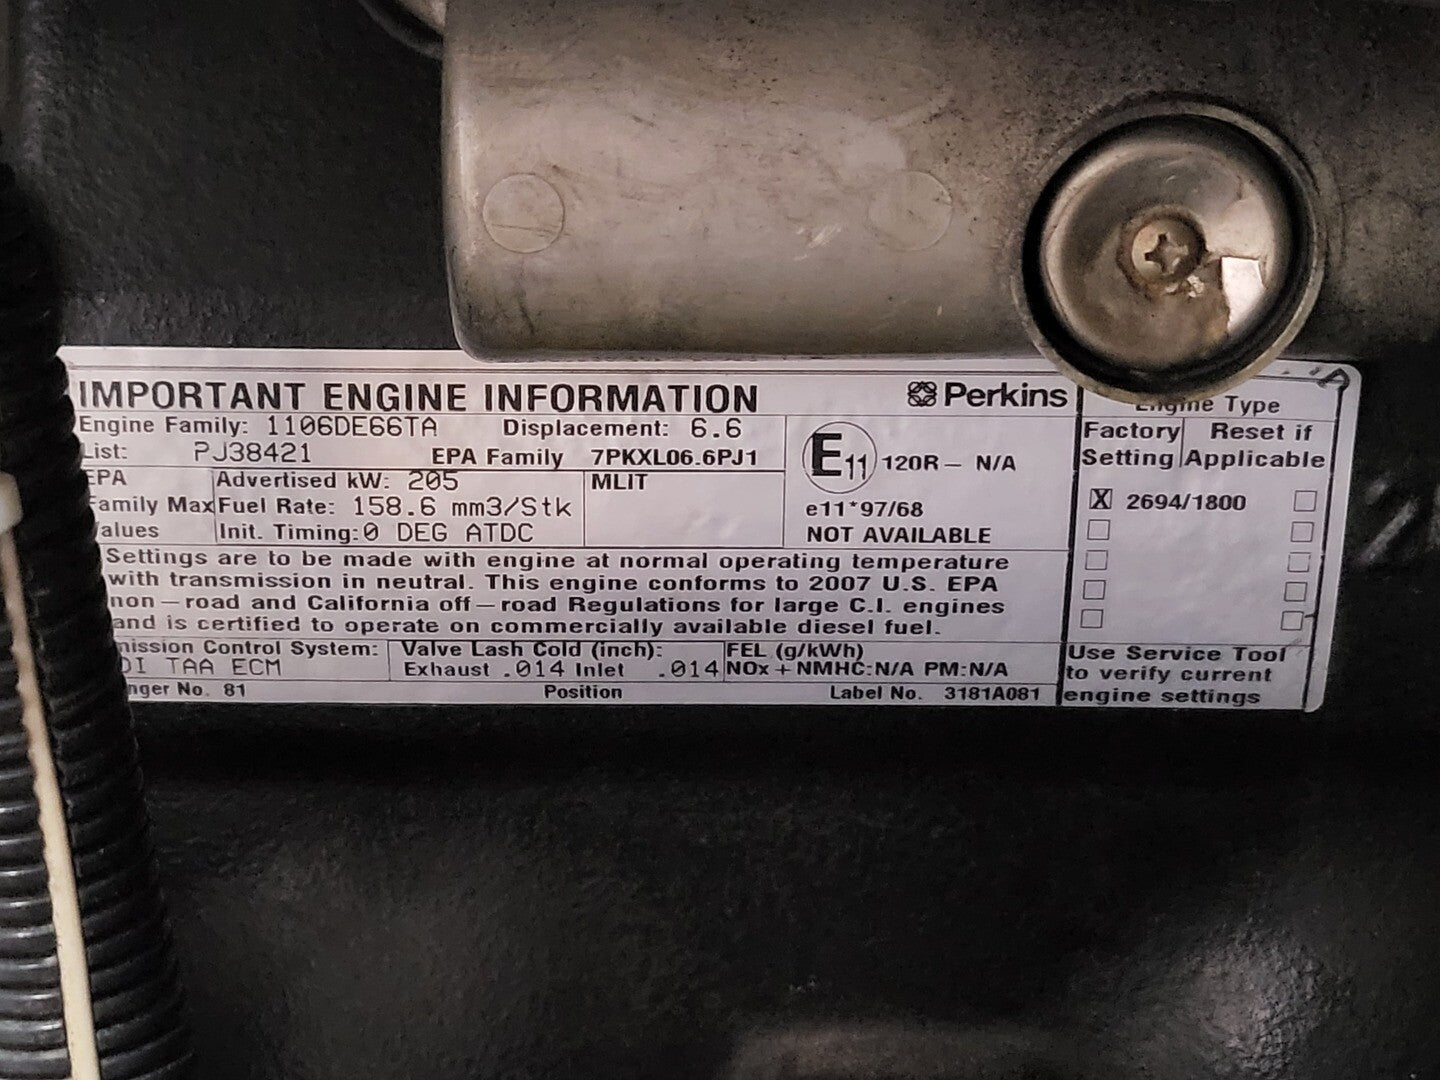 IMPORTANT ENGINE INFORMATION Perkins
Engine Type
Engine Family: 1106DE66TA Displacement: 6.6
List: PJ38421 EPA Family 7PKXL06.6PJ1
E11 120R – N/A
e11*97/68
NOT AVAILABLE
EPA
Family Max
Values
Advertised kW: 205
Fuel Rate: 158.6 mm3/Stk
Init. Timing: 0 DEG ATDC
MLIT
Settings are to be made with engine at normal operating temperature
with transmission in neutral. This engine conforms to 2007 U.S. EPA
non – road and California off – road Regulations for large C.I. engines
and is certified to operate on commercially available diesel fuel.
mission Control System:
DI TAA ECM
Valve Lash Cold (inch):
Exhaust .014 Inlet .014
FEL (g/kWh)
NOx + NMHC:N/A PM:N/A
nger No. 81 Position Label No. 3181A081
Factory Setting
Reset if Applicable
X 2694/1800
Use Service Tool
to verify current
engine settings